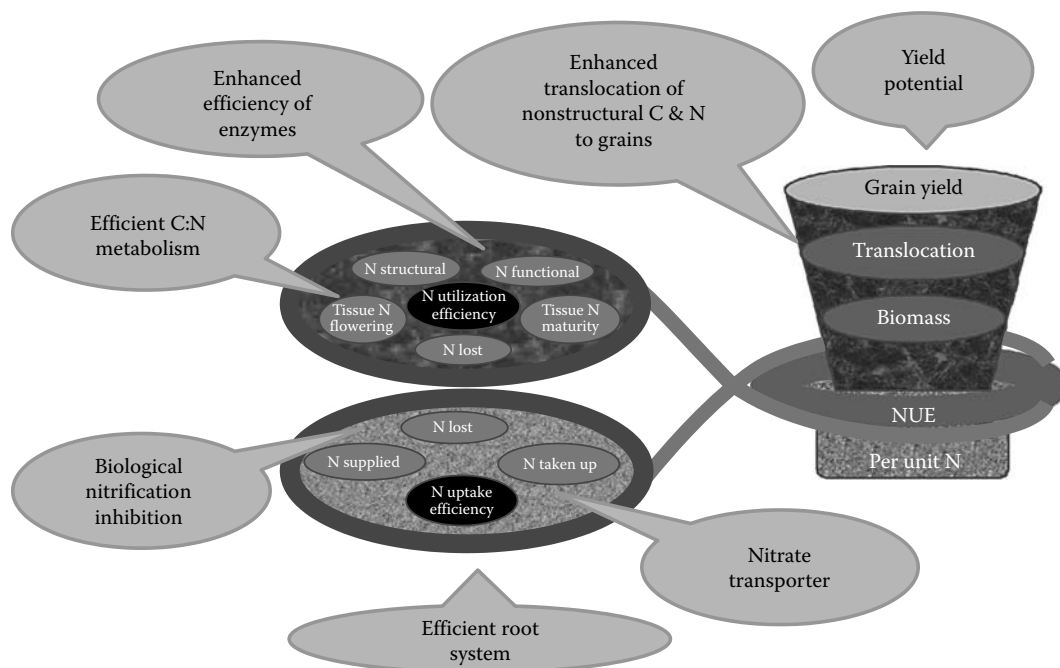 Enhanced
efficiency of
enzymes
Enhanced
translocation of
nonstructural C & N
to grains
Yield
potential
Efficient C:N
metabolism
N structural
N functional
N utilization
efficiency
Tissue N
flowering
Tissue N
maturity
N lost
Grain yield
Translocation
Biomass
NUE
Per unit N
N lost
N supplied
N taken up
N uptake
efficiency
Biological
nitrification
inhibition
Nitrate
transporter
Efficient root
system